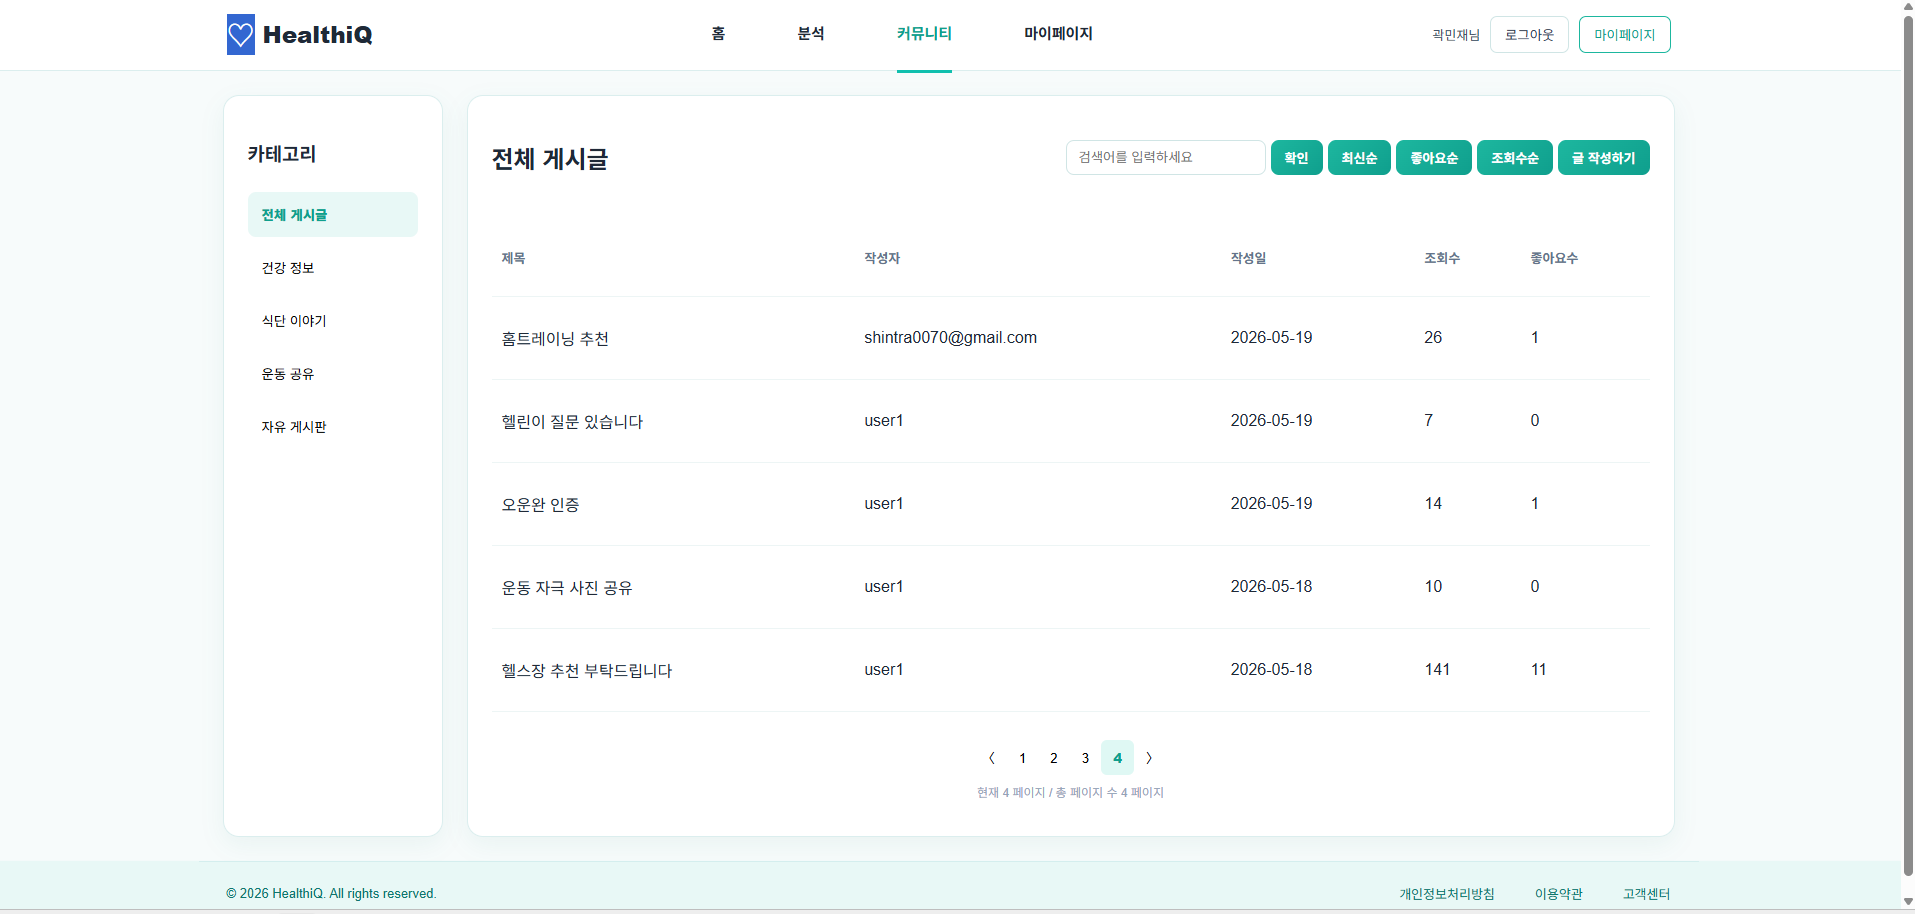 ♡ HealthiQ
홈 분석 커뮤니티 마이페이지
곽민재님 로그아웃 마이페이지
카테고리
전체 게시글
건강 정보
식단 이야기
운동 공유
자유 게시판
전체 게시글
검색어를 입력하세요 확인 최신순 좋아요순 조회수순 글 작성하기
제목 작성자 작성일 조회수 좋아요수
홈트레이닝 추천 shintra0070@gmail.com 2026-05-19 26 1
헬린이 질문 있습니다 user1 2026-05-19 7 0
오운완 인증 user1 2026-05-19 14 1
운동 자극 사진 공유 user1 2026-05-18 10 0
헬스장 추천 부탁드립니다 user1 2026-05-18 141 11
〈 1 2 3 4 〉
현재 4 페이지 / 총 페이지 수 4 페이지
© 2026 HealthiQ. All rights reserved.
개인정보처리방침 이용약관 고객센터